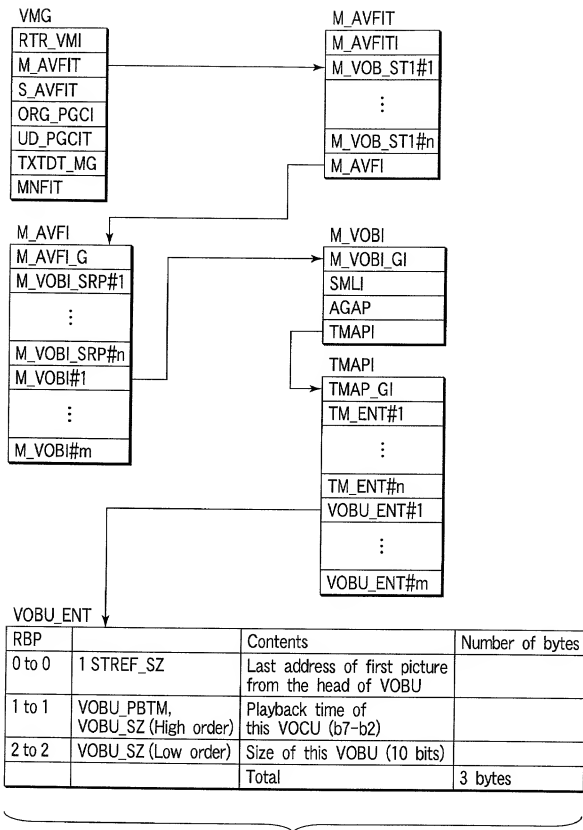 VMG
RTR_VMI
M_AVFIT
S_AVFIT
ORG_PGCI
UD_PGCIT
TXTDT_MG
MNFIT
M_AVFIT
M_AVFITI
M_VOB_ST1#1
⋮
M_VOB_ST1#n
M_AVFI
M_AVFI
M_AVFI_G
M_VOBI_SRP#1
⋮
M_VOBI_SRP#n
M_VOBI#1
⋮
M_VOBI#m
M_VOBI
M_VOBI_GI
SMLI
AGAP
TMAPI
TMAPI
TMAP_GI
TM_ENT#1
⋮
TM_ENT#n
VOBU_ENT#1
⋮
VOBU_ENT#m
VOBU_ENT
RBP Contents Number of bytes
0 to 0 1 STREF_SZ Last address of first picture
from the head of VOBU
1 to 1 VOBU_PBTM, Playback time of
VOBU_SZ (High order) this VOCU (b7-b2)
2 to 2 VOBU_SZ (Low order) Size of this VOBU (10 bits)
Total 3 bytes